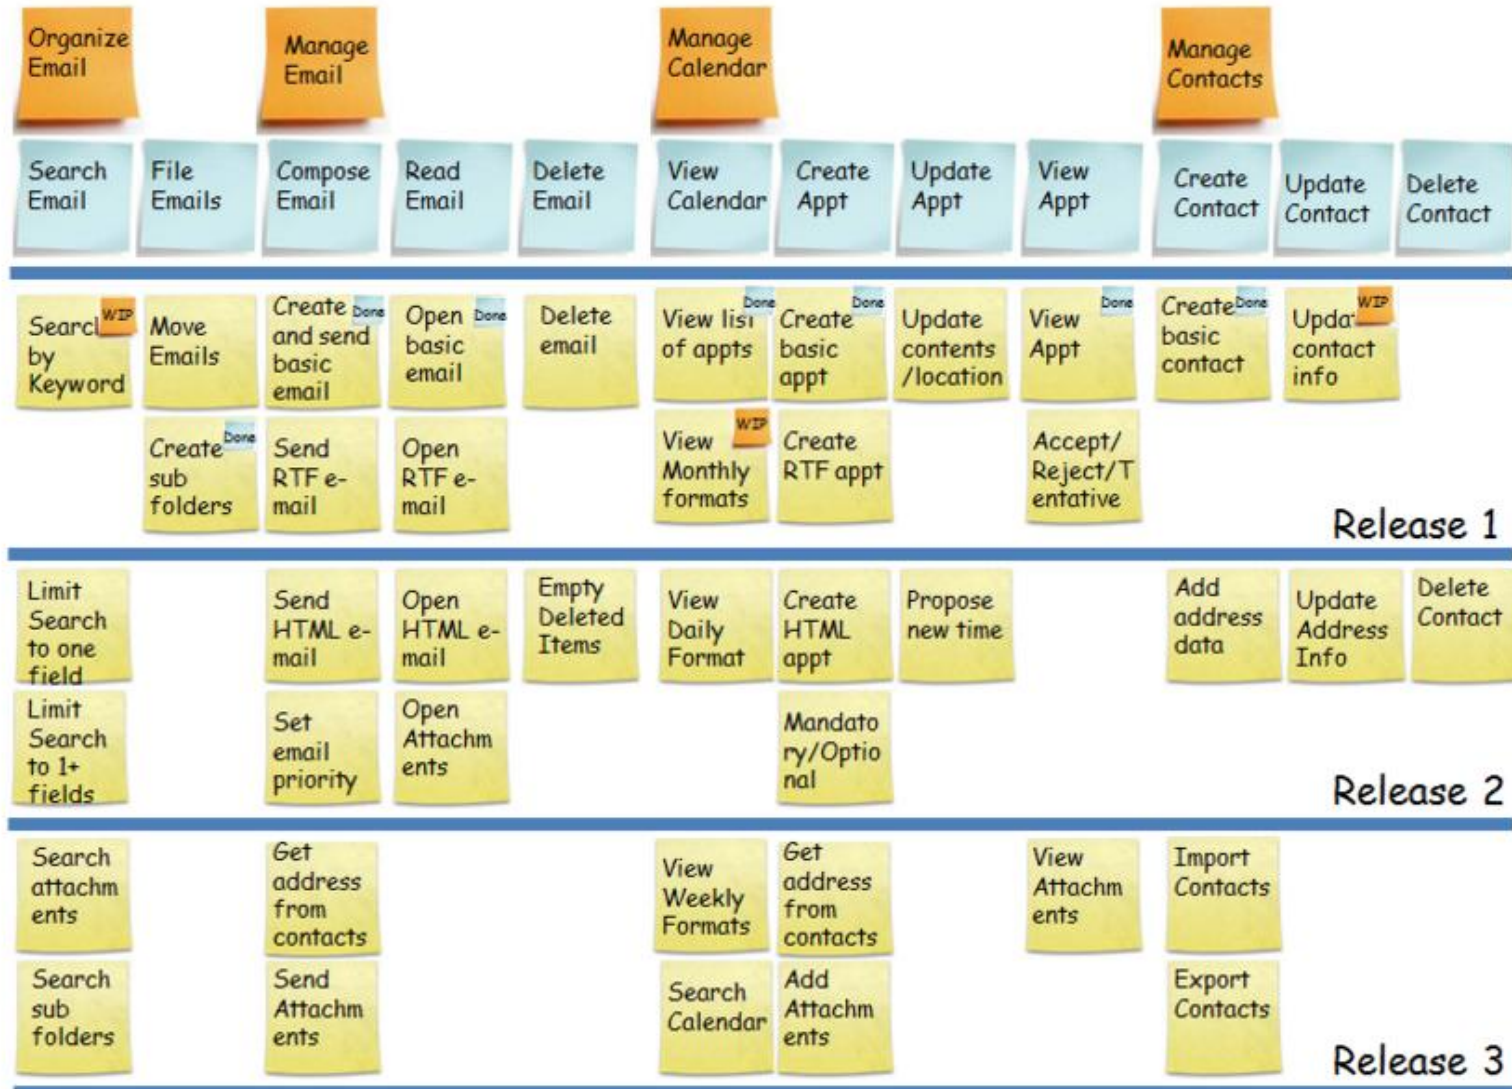 Organize
Email
Manage
Email
Manage
Calendar
Manage
Contacts
Search
Email
File
Emails
Compose
Email
Read
Email
Delete
Email
View
Calendar
Create
Appt
Update
Appt
View
Appt
Create
Contact
Update
Contact
Delete
Contact
Searc
WIP
by
Keyword
Move
Emails
Create
Done
and send
basic
email
Open
Done
basic
email
Delete
email
Done
View list
of appts
Done
Create
basic
appt
Update
contents
/location
Done
View
Appt
Create
Done
basic
contact
WIP
Updat
contact
info
Create
Done
sub
folders
Send
RTF e-
mail
Open
RTF e-
mail
WIP
View
Monthly
formats
Create
RTF appt
Accept/
Reject/T
entative
Release 1
Limit
Search
to one
field
Send
HTML e-
mail
Open
HTML e-
mail
Empty
Deleted
Items
View
Daily
Format
Create
HTML
appt
Propose
new time
Add
address
data
Update
Address
Info
Delete
Contact
Limit
Search
to 1+
fields
Set
email
priority
Open
Attachm
ents
Mandato
ry/Optio
nal
Release 2
Search
attachm
ents
Get
address
from
contacts
View
Weekly
Formats
Get
address
from
contacts
View
Attachm
ents
Import
Contacts
Search
sub
folders
Send
Attachm
ents
Search
Calendar
Add
Attachm
ents
Export
Contacts
Release 3